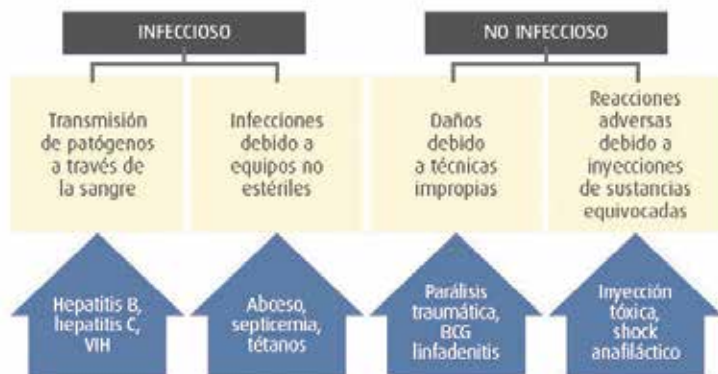 INFECCIOSO
NO INFECCIOSO
Transmisión
de patógenos
a través de
la sangre
Infecciones
debido a
equipos no
estériles
Daños
debido
a técnicas
impropias
Reacciones
adversas
debido a
inyecciones
de sustancias
equivocadas
Hepatitis B,
hepatitis C,
VIH
Abceso,
septicemia,
tétanos
Parálisis
traumática,
BCG
linfadenitis
Inyección
tóxica,
shock
anafiláctico